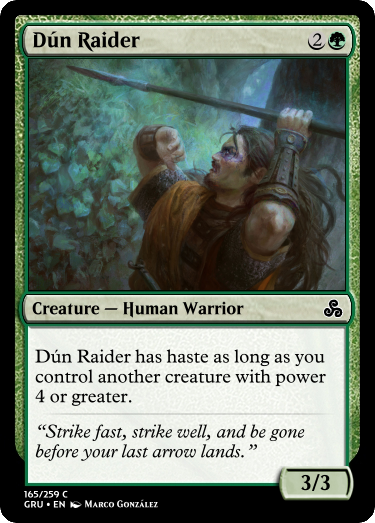 Dún Raider 2
Creature — Human Warrior
Dún Raider has haste as long as you
control another creature with power
4 or greater.
“Strike fast, strike well, and be gone
before your last arrow lands.”
3/3
165/259 C
GRU • EN Marco González